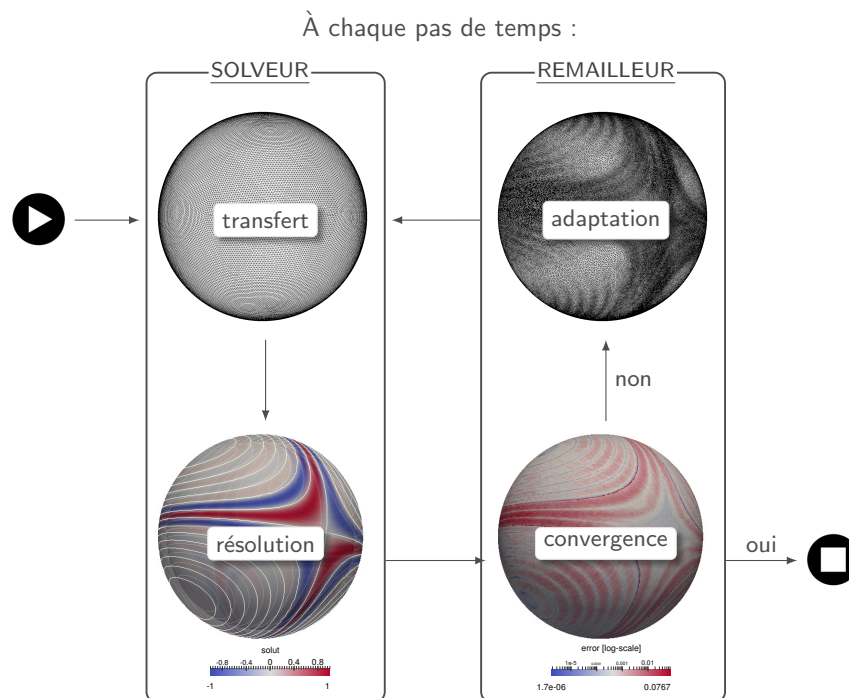 À chaque pas de temps :
SOLVEUR
REMAILLEUR
transfert
adaptation
non
résolution
convergence
oui
solut
-0.8 -0.4 0 0.4 0.8
-1 1
error [log-scale]
1e-5 0.001 0.01
1.7e-06 0.0767